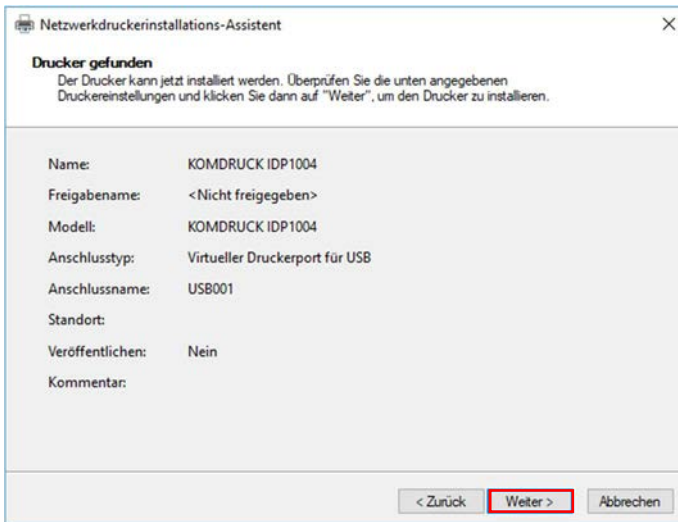 Netzwerkdruckerinstallations-Assistent
Drucker gefunden
Der Drucker kann jetzt installiert werden. Überprüfen Sie die unten angegebenen
Druckereinstellungen und klicken Sie dann auf "Weiter", um den Drucker zu installieren.
Name: KOMDRUCK IDP1004
Freigabename: <Nicht freigegeben>
Modell: KOMDRUCK IDP1004
Anschlusstyp: Virtueller Druckerport für USB
Anschlussname: USB001
Standort:
Veröffentlichen: Nein
Kommentar:
< Zurück Weiter > Abbrechen